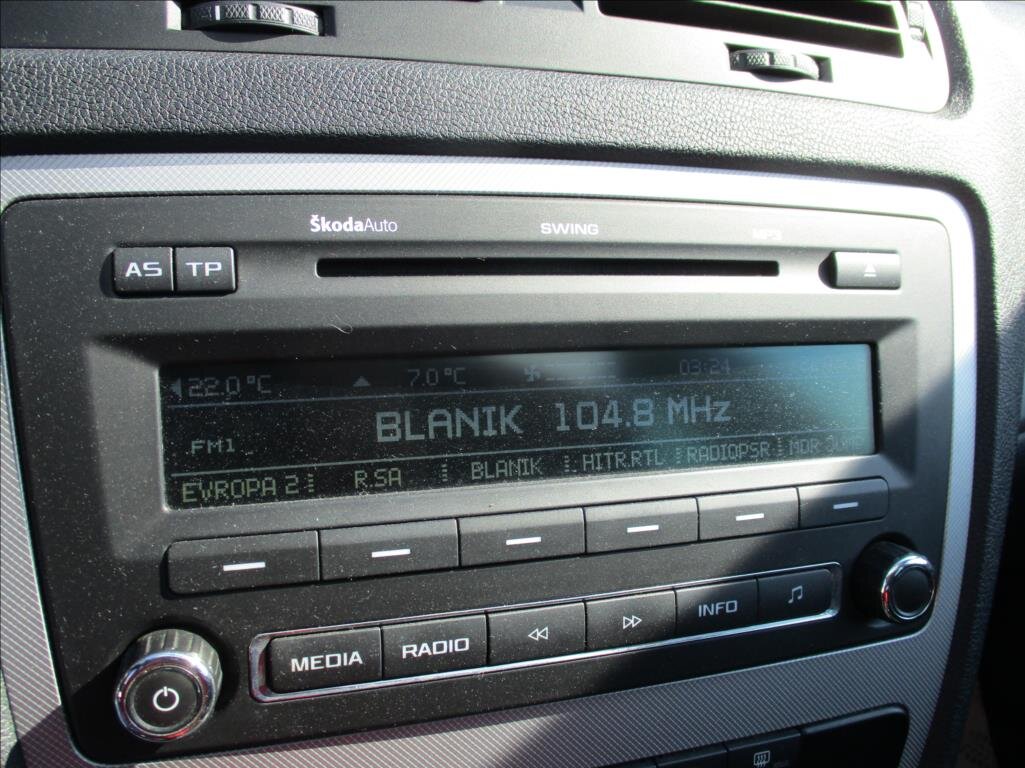 ŠkodaAuto SWING MP3
AS TP
22.0°C 7.0°C 03:24
BLANIK 104.8 MHz
FM1
EVROPA 2 R.SA BLANIK HITR.RTL RADIOPSR MDR
MEDIA RADIO INFO